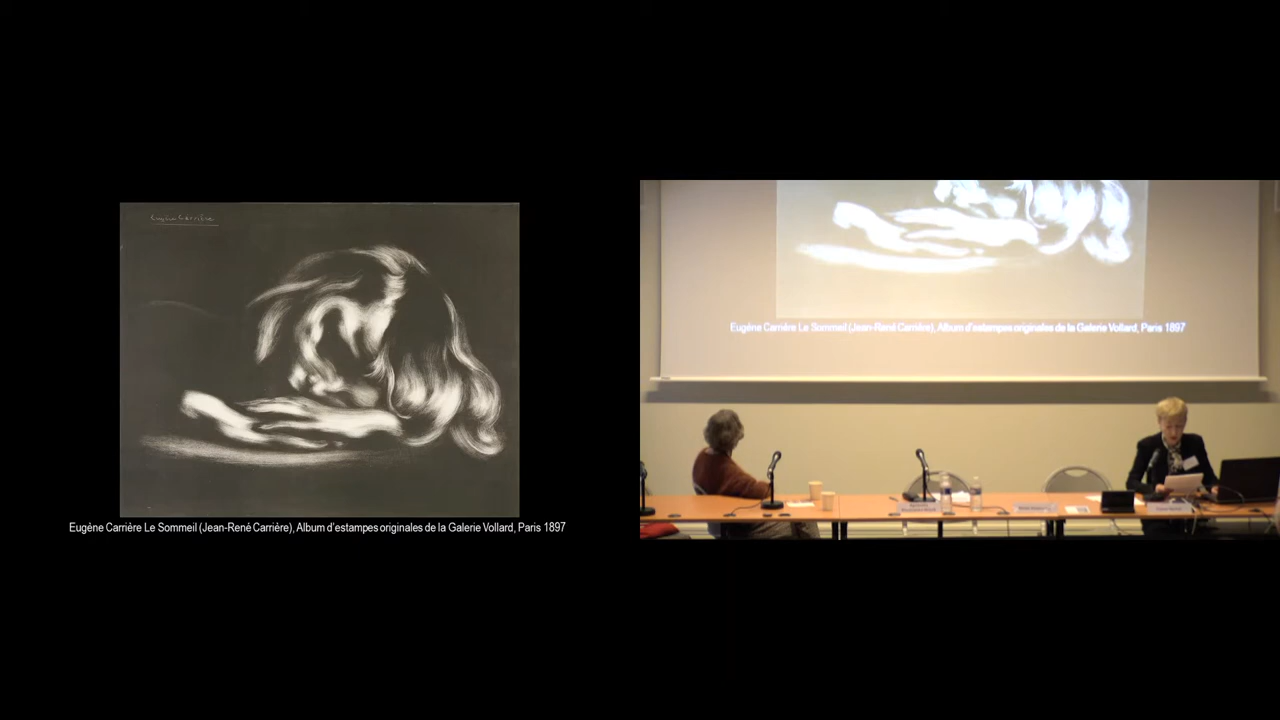 Eugène Carrière
Eugène Carrière Le Sommeil (Jean-René Carrière), Album d'estampes originales de la Galerie Vollard, Paris 1897
Eugène Carrière Le Sommeil (Jean-René Carrière), Album d'estampes originales de la Galerie Vollard, Paris 1897